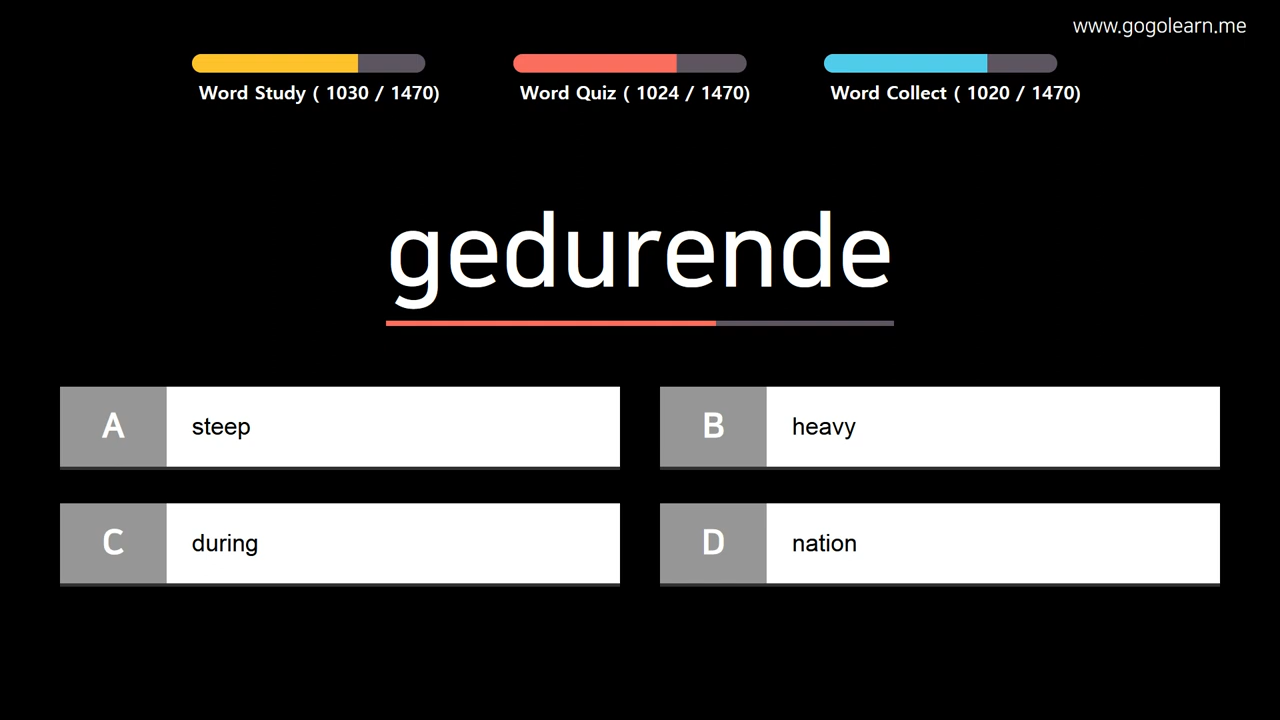 www.gogolearn.me
Word Study ( 1030 / 1470) Word Quiz ( 1024 / 1470) Word Collect ( 1020 / 1470)
gedurende
A steep
B heavy
C during
D nation